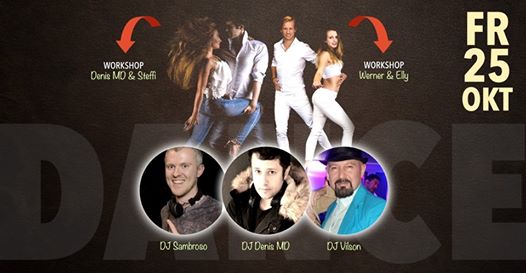 WORKSHOP
Denis MD & Steffi
WORKSHOP
Werner & Elly
FR
25
OKT
DANCE
DJ Sambroso
DJ Denis MD
DJ Vilson